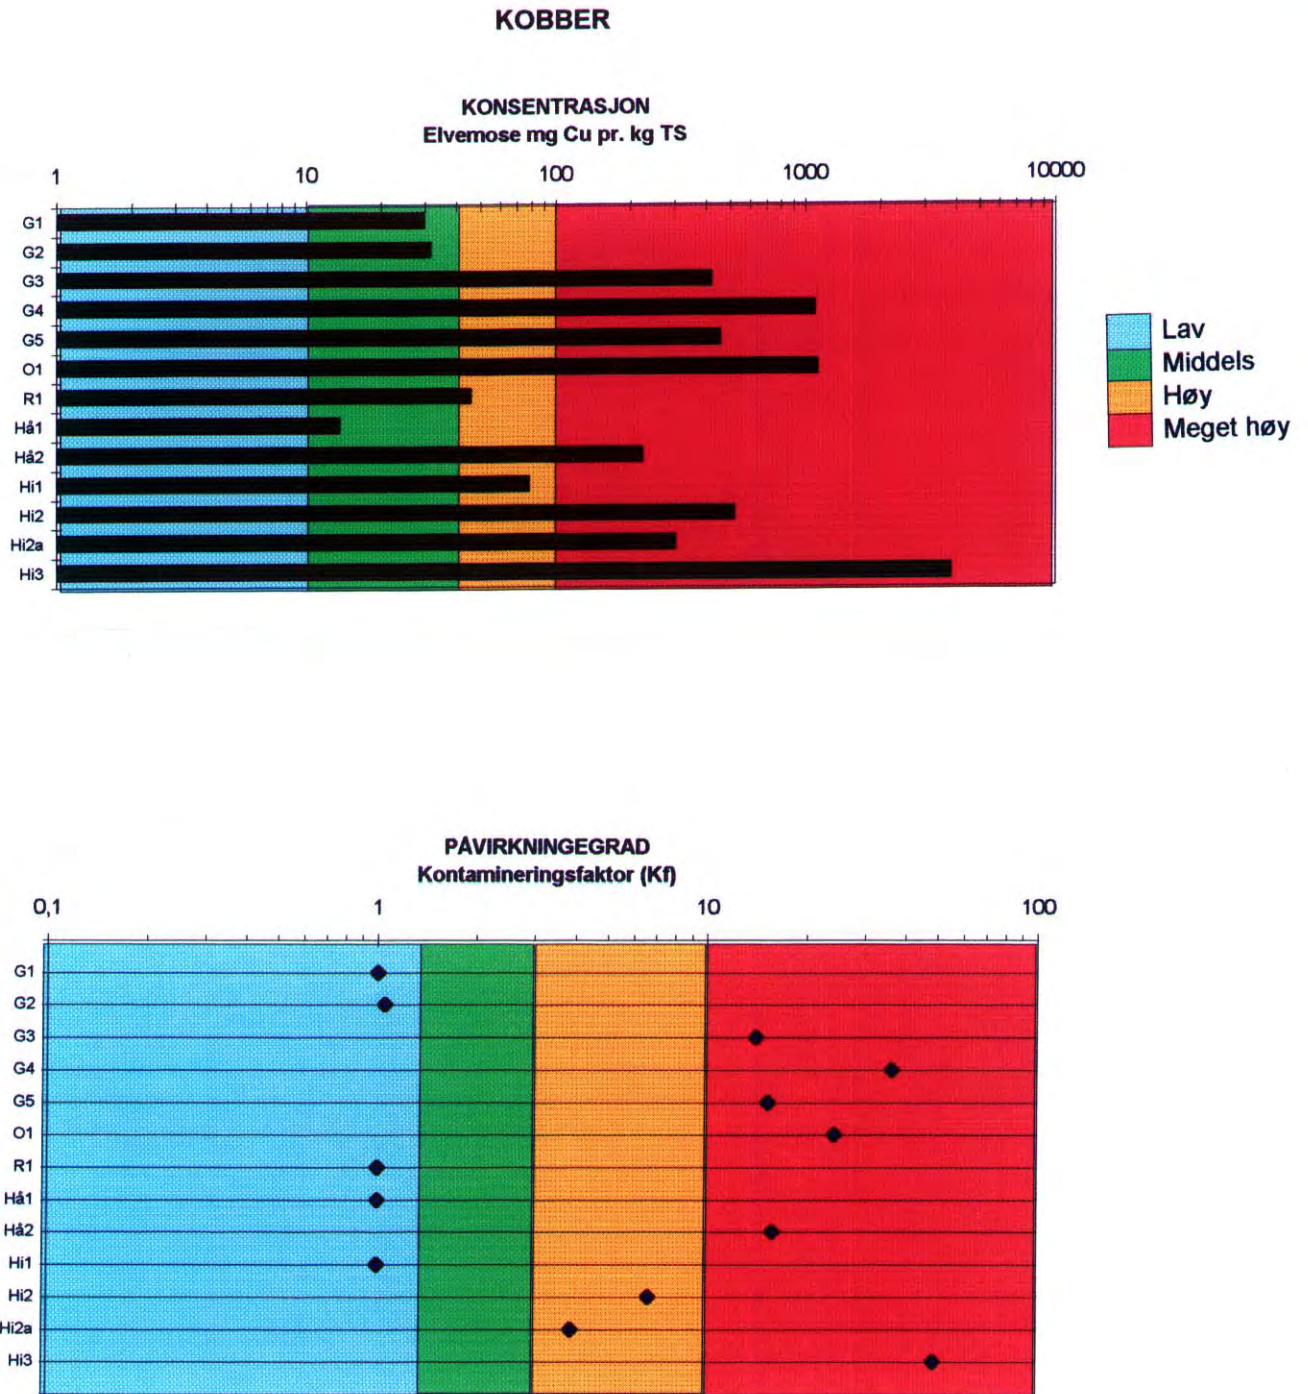 KOBBER
KONSENTRASJON
Elvemose mg Cu pr. kg TS
1 10 100 1000 10000
G1
G2
G3
G4
G5
O1
R1
Hå1
Hå2
Hi1
Hi2
Hi2a
Hi3
Lav
Middels
Høy
Meget høy
PÅVIRKNINGEGRAD
Kontamineringsfaktor (Kf)
0,1 1 10 100
G1
G2
G3
G4
G5
O1
R1
Hå1
Hå2
Hi1
Hi2
Hi2a
Hi3